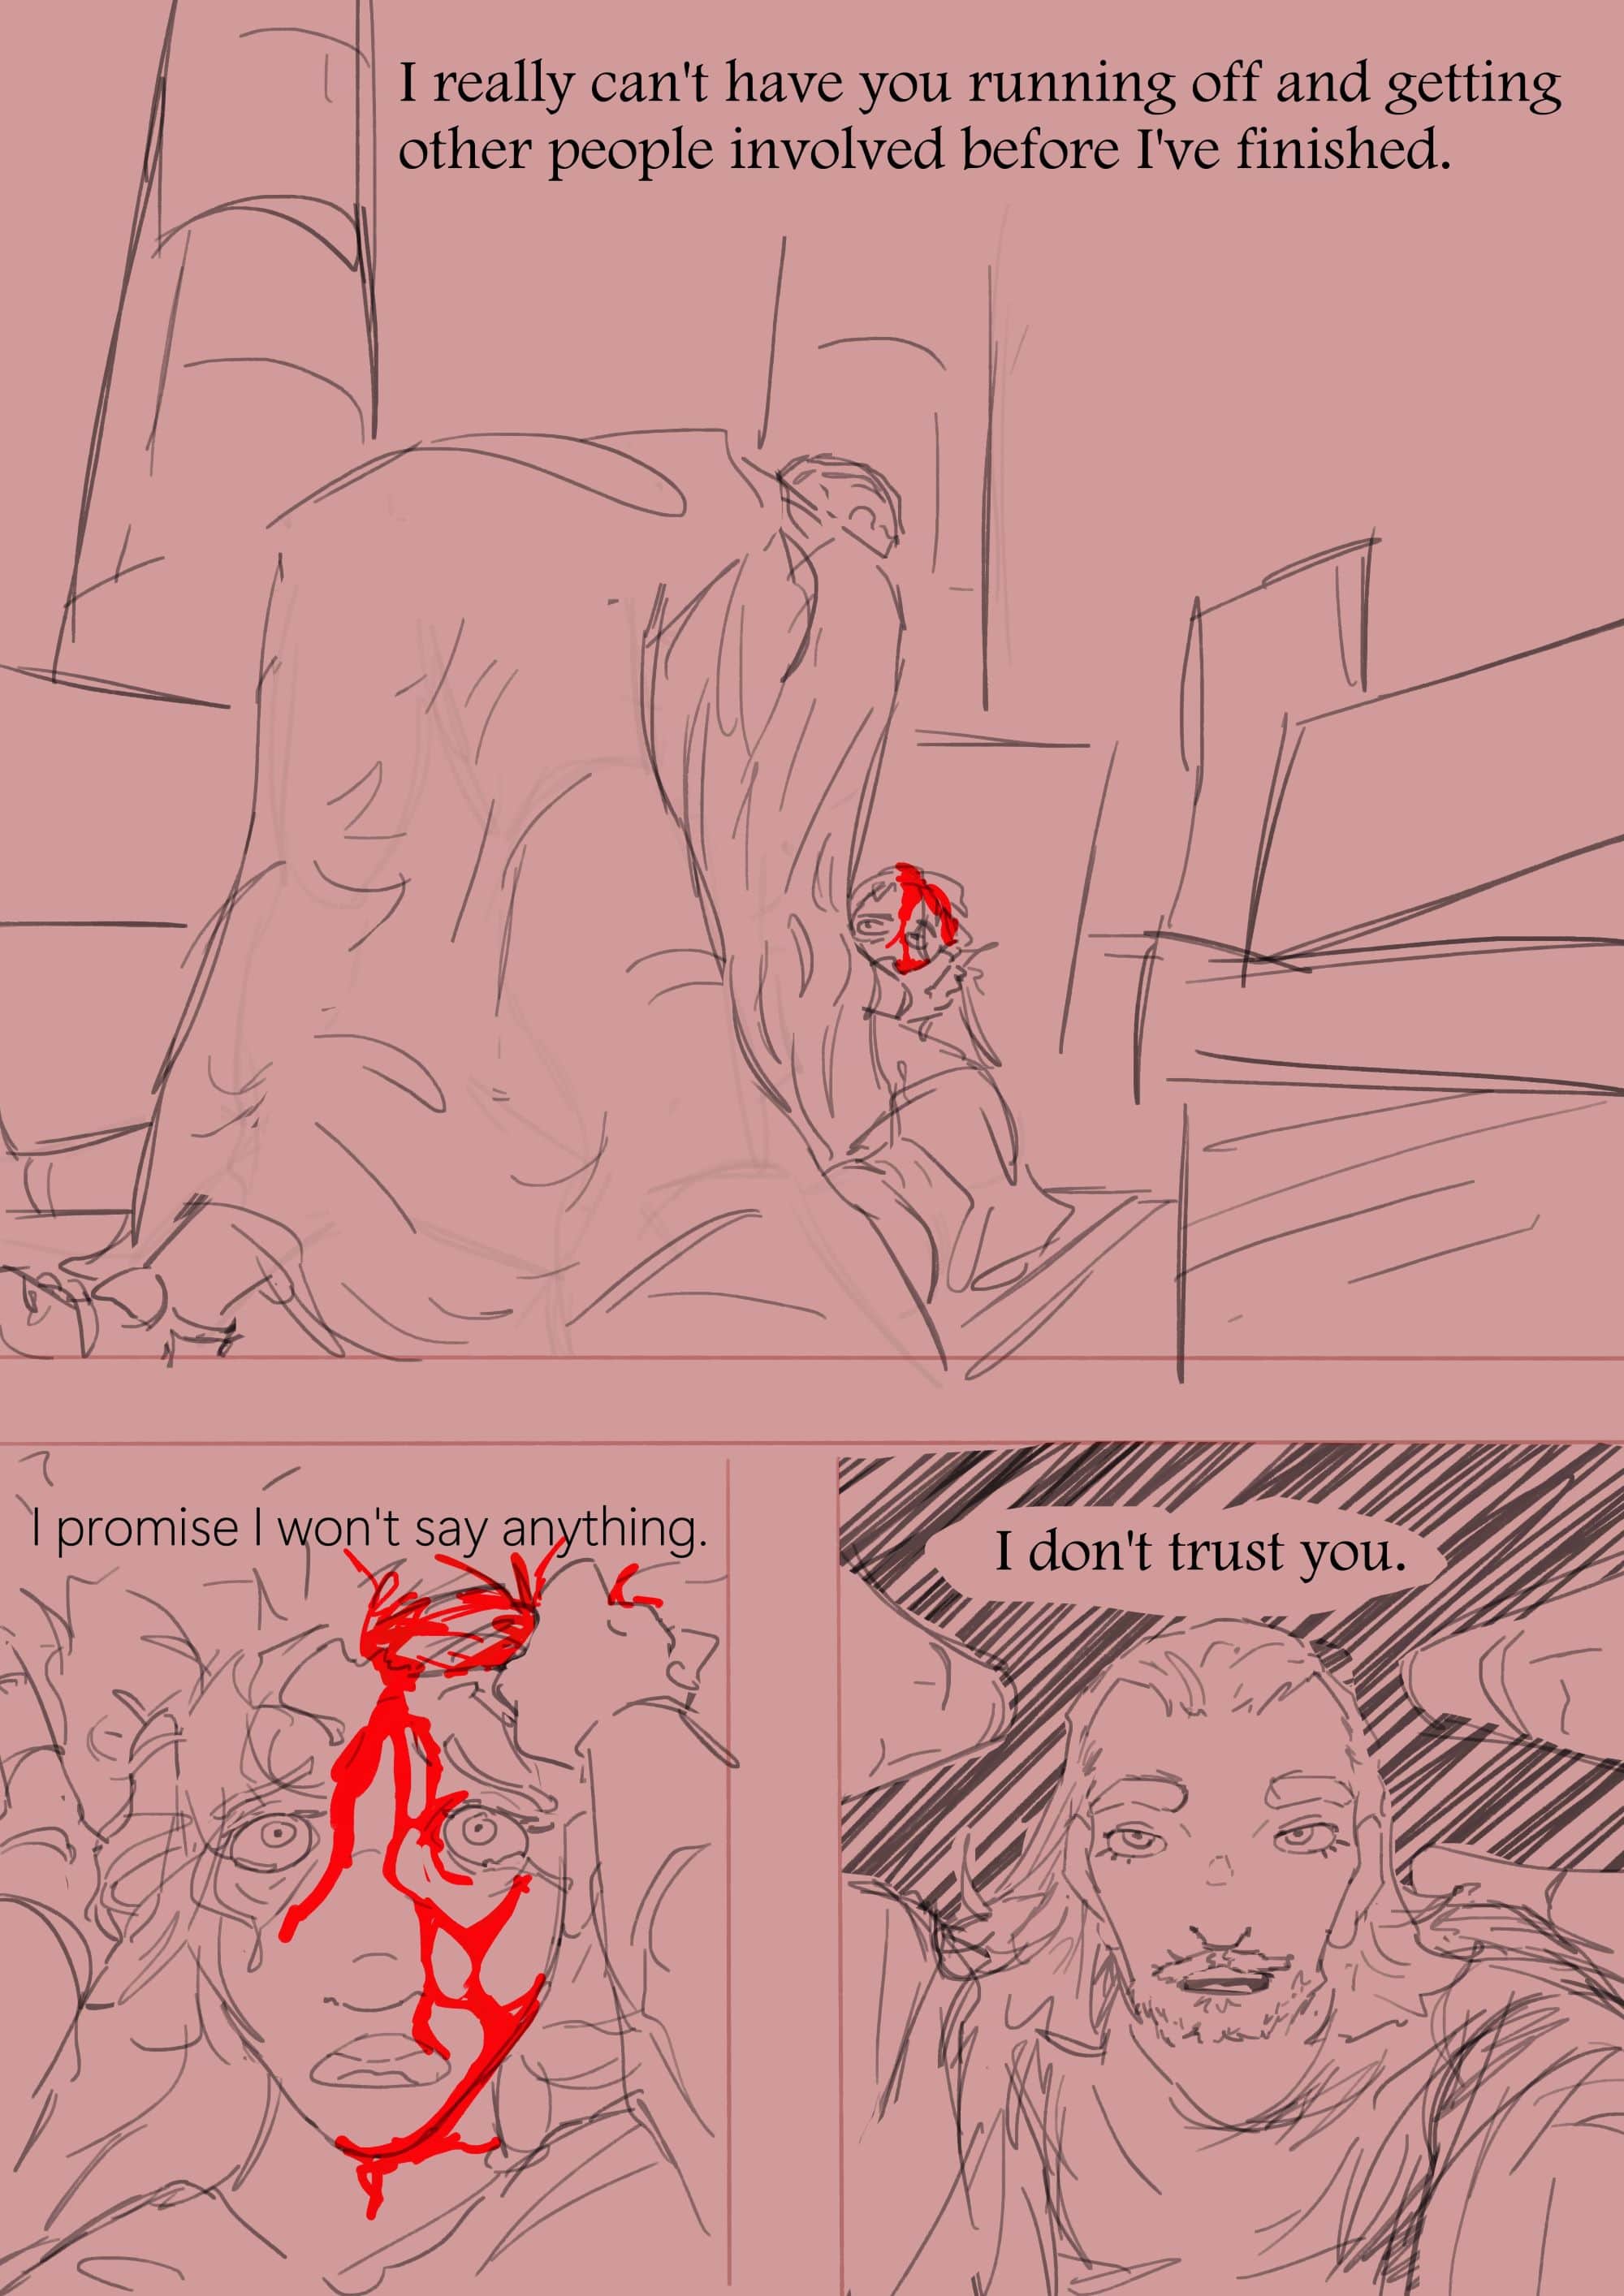 I really can't have you running off and getting
other people involved before I've finished.
I promise I won't say anything.
I don't trust you.